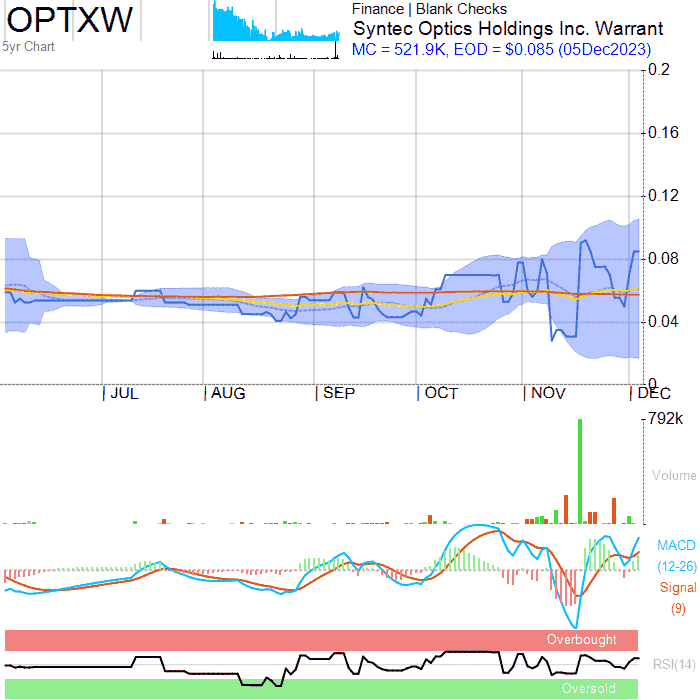 OPTXW
5yr Chart
Finance | Blank Checks
Syntec Optics Holdings Inc. Warrant
MC = 521.9K, EOD = $0.085 (05Dec2023)
0.2
0.16
0.12
0.08
0.04
0
JUL AUG SEP OCT NOV DEC
792k
Volume
MACD
(12-26)
Signal
(9)
Overbought
RSI(14)
Oversold